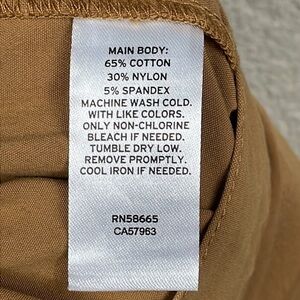 MAIN BODY:
65% COTTON
30% NYLON
5% SPANDEX
MACHINE WASH COLD.
WITH LIKE COLORS.
ONLY NON-CHLORINE
BLEACH IF NEEDED.
TUMBLE DRY LOW.
REMOVE PROMPTLY.
COOL IRON IF NEEDED.
RN58665
CA57963